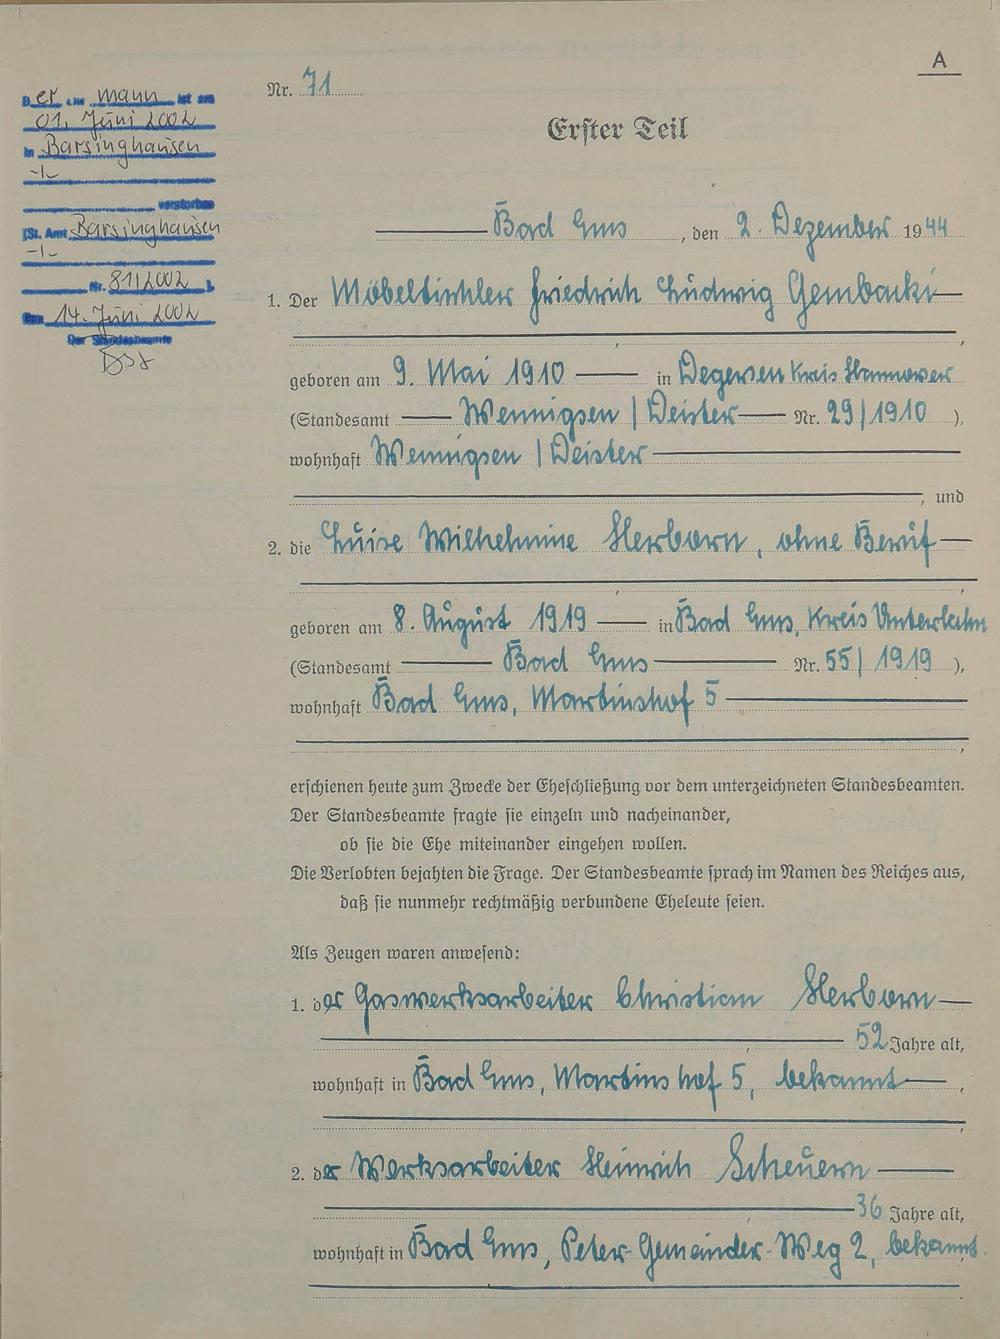 A
Nr. 71
Erster Teil
Der Ehemann ist am
01. Juni 2002
in Barsinghausen
-/-
verstorben
(St. Amt Barsinghausen
-/-
Nr. 81/2002 ).
Den 14. Juni 2002
Der Standesbeamte
Bad Ems, den 2. Dezember 1944
1. Der Möbeltischler Friedrich Ludwig Gembacki
geboren am 9. Mai 1910 in Degersen Kreis Hannover
(Standesamt Wennigsen / Deister Nr. 29/1910 ),
wohnhaft Wennigsen / Deister
, und
2. die Luise Wilhelmine Herborn, ohne Beruf
geboren am 8. August 1919 in Bad Ems, Kreis Unterlahn
(Standesamt Bad Ems Nr. 55/1919 ),
wohnhaft Bad Ems, Martinshof 5
erschienen heute zum Zwecke der Eheschließung vor dem unterzeichneten Standesbeamten.
Der Standesbeamte fragte sie einzeln und nacheinander,
ob sie die Ehe miteinander eingehen wollen.
Die Verlobten bejahten die Frage. Der Standesbeamte sprach im Namen des Reiches aus,
daß sie nunmehr rechtmäßig verbundene Eheleute seien.
Als Zeugen waren anwesend:
1. der Gaswerksarbeiter Christian Herborn
52 Jahre alt,
wohnhaft in Bad Ems, Martinshof 5, bekannt,
2. der Werksarbeiter Heinrich Scheuern
36 Jahre alt,
wohnhaft in Bad Ems, Peter-Gemeinder-Weg 2, bekannt.